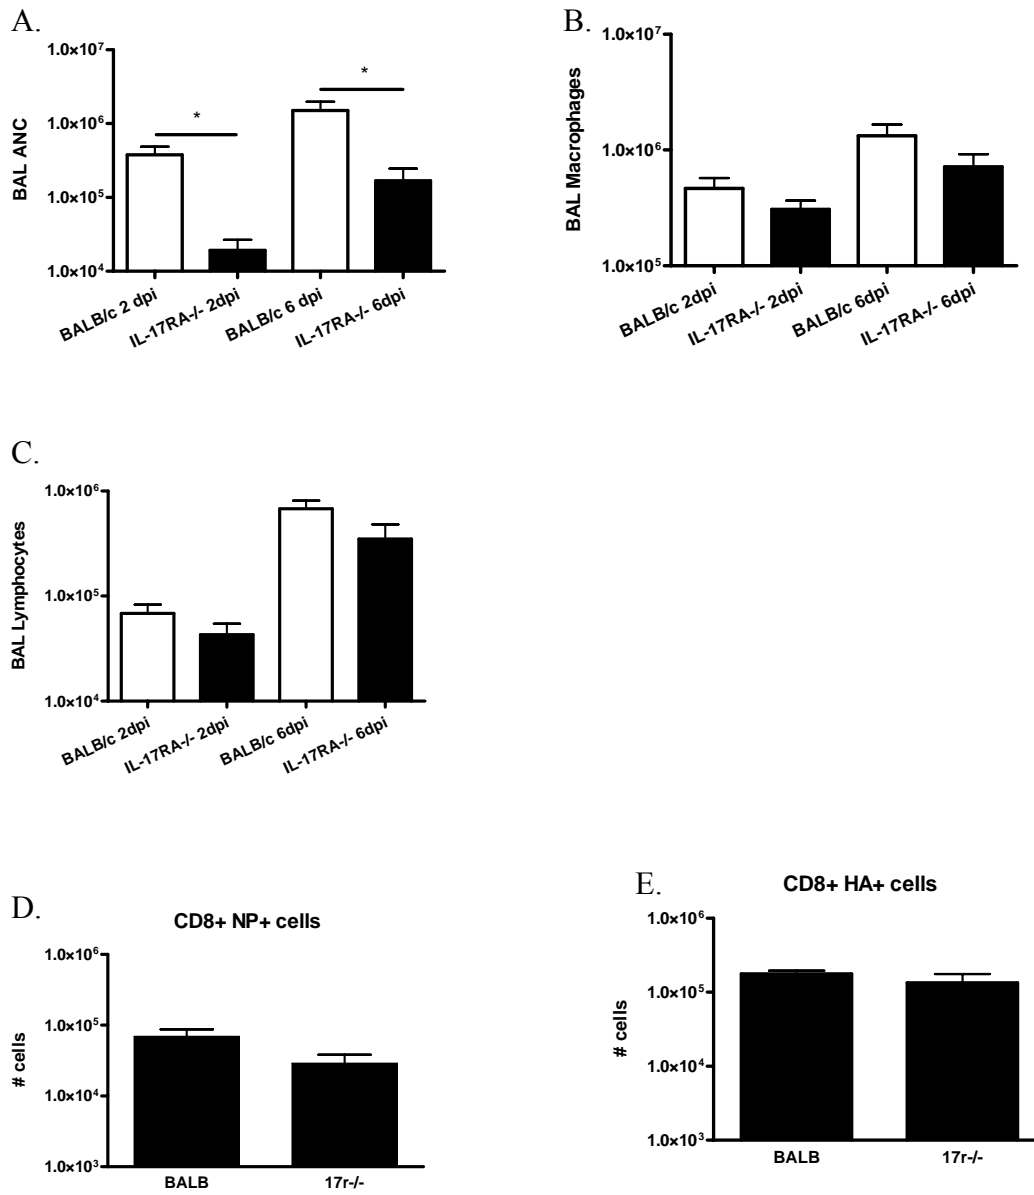 A.
1.0×10⁷
1.0×10⁶
1.0×10⁵
1.0×10⁴
BAL ANC
*
*
BALB/c 2 dpi
IL-17RA-/- 2dpi
BALB/c 6 dpi
IL-17RA-/- 6dpi
B.
1.0×10⁷
1.0×10⁶
1.0×10⁵
BAL Macrophages
BALB/c 2dpi
IL-17RA-/- 2dpi
BALB/c 6dpi
IL-17RA-/- 6dpi
C.
1.0×10⁶
1.0×10⁵
1.0×10⁴
BAL Lymphocytes
BALB/c 2dpi
IL-17RA-/- 2dpi
BALB/c 6dpi
IL-17RA-/- 6dpi
D.
CD8+ NP+ cells
1.0×10⁶
1.0×10⁵
1.0×10⁴
1.0×10³
# cells
BALB
17r-/-
E.
CD8+ HA+ cells
1.0×10⁶
1.0×10⁵
1.0×10⁴
1.0×10³
# cells
BALB
17r-/-